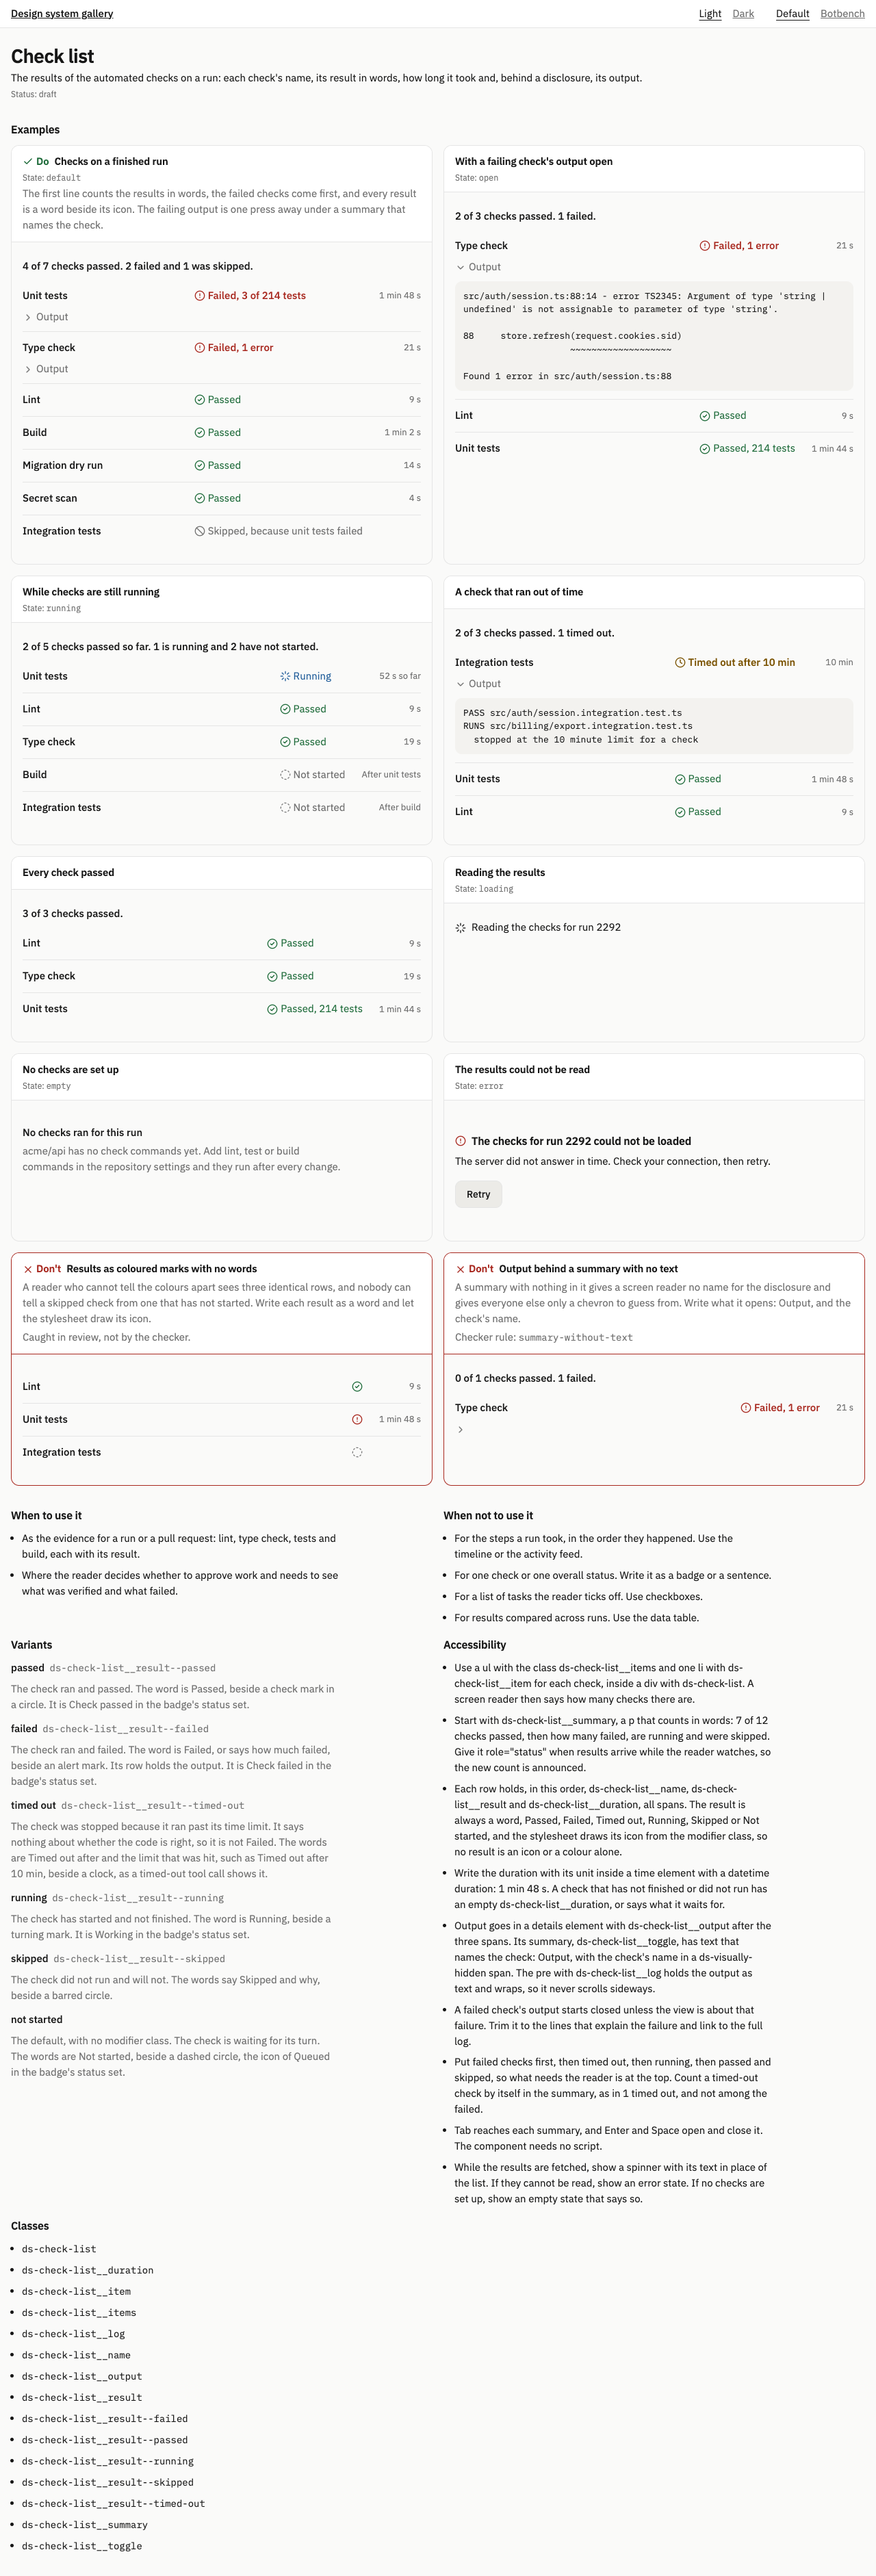 Design system gallery
Light Dark Default Botbench
Check list
The results of the automated checks on a run: each check's name, its result in words, how long it took and, behind a disclosure, its output.
Status: draft
Examples
Do Checks on a finished run
State: default
The first line counts the results in words, the failed checks come first, and every result
is a word beside its icon. The failing output is one press away under a summary that
names the check.
4 of 7 checks passed. 2 failed and 1 was skipped.
Unit tests Failed, 3 of 214 tests 1 min 48 s
Output
Type check Failed, 1 error 21 s
Output
Lint Passed 9 s
Build Passed 1 min 2 s
Migration dry run Passed 14 s
Secret scan Passed 4 s
Integration tests Skipped, because unit tests failed
With a failing check's output open
State: open
2 of 3 checks passed. 1 failed.
Type check Failed, 1 error 21 s
Output
src/auth/session.ts:88:14 - error TS2345: Argument of type 'string |
undefined' is not assignable to parameter of type 'string'.
88 store.refresh(request.cookies.sid)
~~~~~~~~~~~~~~~~~~~
Found 1 error in src/auth/session.ts:88
Lint Passed 9 s
Unit tests Passed, 214 tests 1 min 44 s
While checks are still running
State: running
2 of 5 checks passed so far. 1 is running and 2 have not started.
Unit tests Running 52 s so far
Lint Passed 9 s
Type check Passed 19 s
Build Not started After unit tests
Integration tests Not started After build
A check that ran out of time
2 of 3 checks passed. 1 timed out.
Integration tests Timed out after 10 min 10 min
Output
PASS src/auth/session.integration.test.ts
RUNS src/billing/export.integration.test.ts
stopped at the 10 minute limit for a check
Unit tests Passed 1 min 48 s
Lint Passed 9 s
Every check passed
3 of 3 checks passed.
Lint Passed 9 s
Type check Passed 19 s
Unit tests Passed, 214 tests 1 min 44 s
Reading the results
State: loading
Reading the checks for run 2292
No checks are set up
State: empty
No checks ran for this run
acme/api has no check commands yet. Add lint, test or build
commands in the repository settings and they run after every change.
The results could not be read
State: error
The checks for run 2292 could not be loaded
The server did not answer in time. Check your connection, then retry.
Retry
Don't Results as coloured marks with no words
A reader who cannot tell the colours apart sees three identical rows, and nobody can
tell a skipped check from one that has not started. Write each result as a word and let
the stylesheet draw its icon.
Caught in review, not by the checker.
Lint 9 s
Unit tests 1 min 48 s
Integration tests
Don't Output behind a summary with no text
A summary with nothing in it gives a screen reader no name for the disclosure and
gives everyone else only a chevron to guess from. Write what it opens: Output, and the
check's name.
Checker rule: summary-without-text
0 of 1 checks passed. 1 failed.
Type check Failed, 1 error 21 s
When to use it
As the evidence for a run or a pull request: lint, type check, tests and
build, each with its result.
Where the reader decides whether to approve work and needs to see
what was verified and what failed.
When not to use it
For the steps a run took, in the order they happened. Use the
timeline or the activity feed.
For one check or one overall status. Write it as a badge or a sentence.
For a list of tasks the reader ticks off. Use checkboxes.
For results compared across runs. Use the data table.
Variants
passed ds-check-list__result--passed
The check ran and passed. The word is Passed, beside a check mark in
a circle. It is Check passed in the badge's status set.
failed ds-check-list__result--failed
The check ran and failed. The word is Failed, or says how much failed,
beside an alert mark. Its row holds the output. It is Check failed in the
badge's status set.
timed out ds-check-list__result--timed-out
The check was stopped because it ran past its time limit. It says
nothing about whether the code is right, so it is not Failed. The words
are Timed out after and the limit that was hit, such as Timed out after
10 min, beside a clock, as a timed-out tool call shows it.
running ds-check-list__result--running
The check has started and not finished. The word is Running, beside a
turning mark. It is Working in the badge's status set.
skipped ds-check-list__result--skipped
The check did not run and will not. The words say Skipped and why,
beside a barred circle.
not started
The default, with no modifier class. The check is waiting for its turn.
The words are Not started, beside a dashed circle, the icon of Queued
in the badge's status set.
Accessibility
Use a ul with the class ds-check-list__items and one li with ds-
check-list__item for each check, inside a div with ds-check-list. A
screen reader then says how many checks there are.
Start with ds-check-list__summary, a p that counts in words: 7 of 12
checks passed, then how many failed, are running and were skipped.
Give it role="status" when results arrive while the reader watches, so
the new count is announced.
Each row holds, in this order, ds-check-list__name, ds-check-
list__result and ds-check-list__duration, all spans. The result is
always a word, Passed, Failed, Timed out, Running, Skipped or Not
started, and the stylesheet draws its icon from the modifier class, so
no result is an icon or a colour alone.
Write the duration with its unit inside a time element with a datetime
duration: 1 min 48 s. A check that has not finished or did not run has
an empty ds-check-list__duration, or says what it waits for.
Output goes in a details element with ds-check-list__output after the
three spans. Its summary, ds-check-list__toggle, has text that
names the check: Output, with the check's name in a ds-visually-
hidden span. The pre with ds-check-list__log holds the output as
text and wraps, so it never scrolls sideways.
A failed check's output starts closed unless the view is about that
failure. Trim it to the lines that explain the failure and link to the full
log.
Put failed checks first, then timed out, then running, then passed and
skipped, so what needs the reader is at the top. Count a timed-out
check by itself in the summary, as in 1 timed out, and not among the
failed.
Tab reaches each summary, and Enter and Space open and close it.
The component needs no script.
While the results are fetched, show a spinner with its text in place of
the list. If they cannot be read, show an error state. If no checks are
set up, show an empty state that says so.
Classes
ds-check-list
ds-check-list__duration
ds-check-list__item
ds-check-list__items
ds-check-list__log
ds-check-list__name
ds-check-list__output
ds-check-list__result
ds-check-list__result--failed
ds-check-list__result--passed
ds-check-list__result--running
ds-check-list__result--skipped
ds-check-list__result--timed-out
ds-check-list__summary
ds-check-list__toggle